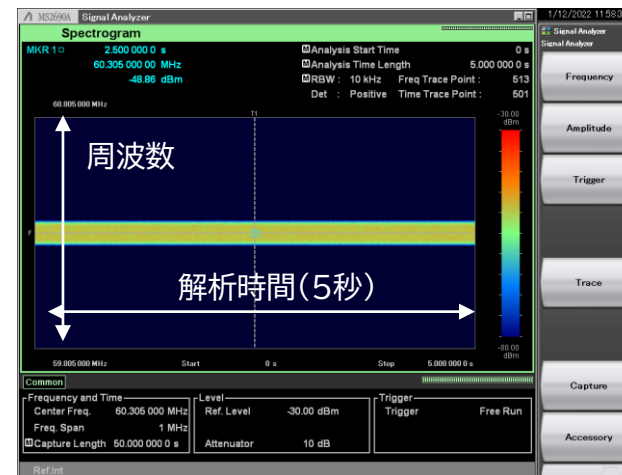 MS2690A Signal Analyzer
1/12/2022 11:58:3
Spectrogram
Signal Analyzer
Signal Analyzer
MKR 1 2.500 000 0 s
60.305 000 00 MHz
-48.86 dBm
Analysis Start Time 0 s
Analysis Time Length 5.000 000 0 s
RBW : 10 kHz Freq Trace Point : 513
Det : Positive Time Trace Point : 501
60.805 000 MHz
T1
-30.00
dBm
周波数
F
解析時間(5秒)
-80.00
dBm
59.805 000 MHz Start 0 s Stop 5.000 000 0 s
Common
Frequency and Time
Center Freq. 60.305 000 MHz
Freq. Span 1 MHz
Capture Length 50.000 000 0 s
Level
Ref. Level -30.00 dBm
Attenuator 10 dB
Trigger
Trigger Free Run
Ref.Int
Frequency
Amplitude
Trigger
Trace
Capture
Accessory